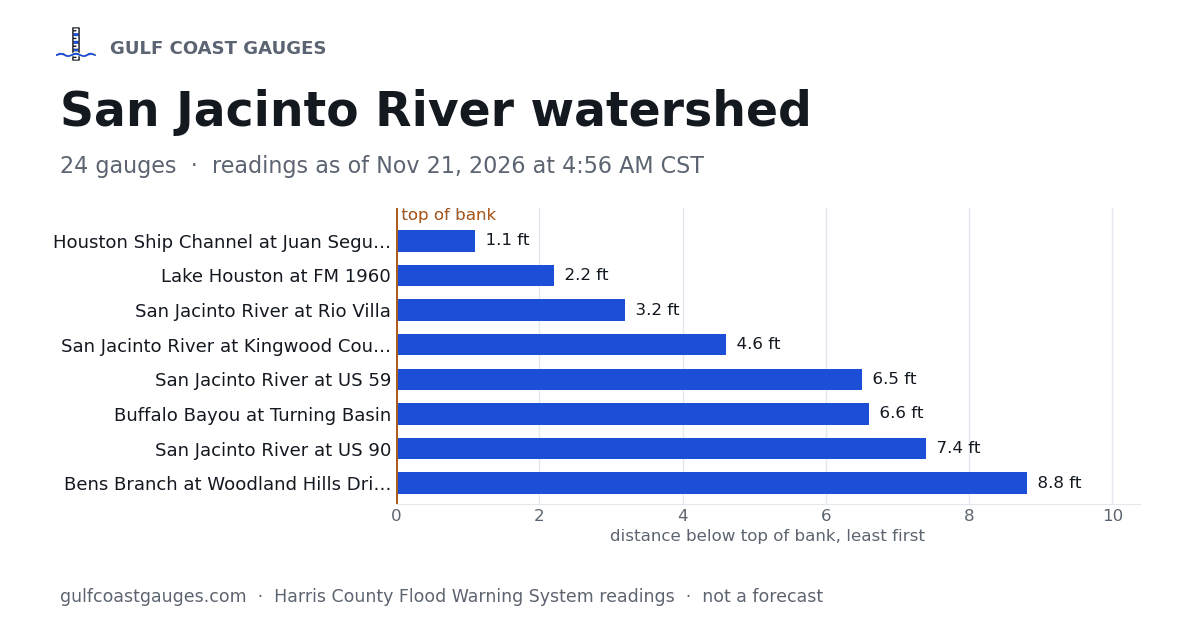 GULF COAST GAUGES
San Jacinto River watershed
24 gauges · readings as of Nov 21, 2026 at 4:56 AM CST
top of bank
Houston Ship Channel at Juan Segu… 1.1 ft
Lake Houston at FM 1960 2.2 ft
San Jacinto River at Rio Villa 3.2 ft
San Jacinto River at Kingwood Cou… 4.6 ft
San Jacinto River at US 59 6.5 ft
Buffalo Bayou at Turning Basin 6.6 ft
San Jacinto River at US 90 7.4 ft
Bens Branch at Woodland Hills Dri… 8.8 ft
0 2 4 6 8 10
distance below top of bank, least first
gulfcoastgauges.com · Harris County Flood Warning System readings · not a forecast